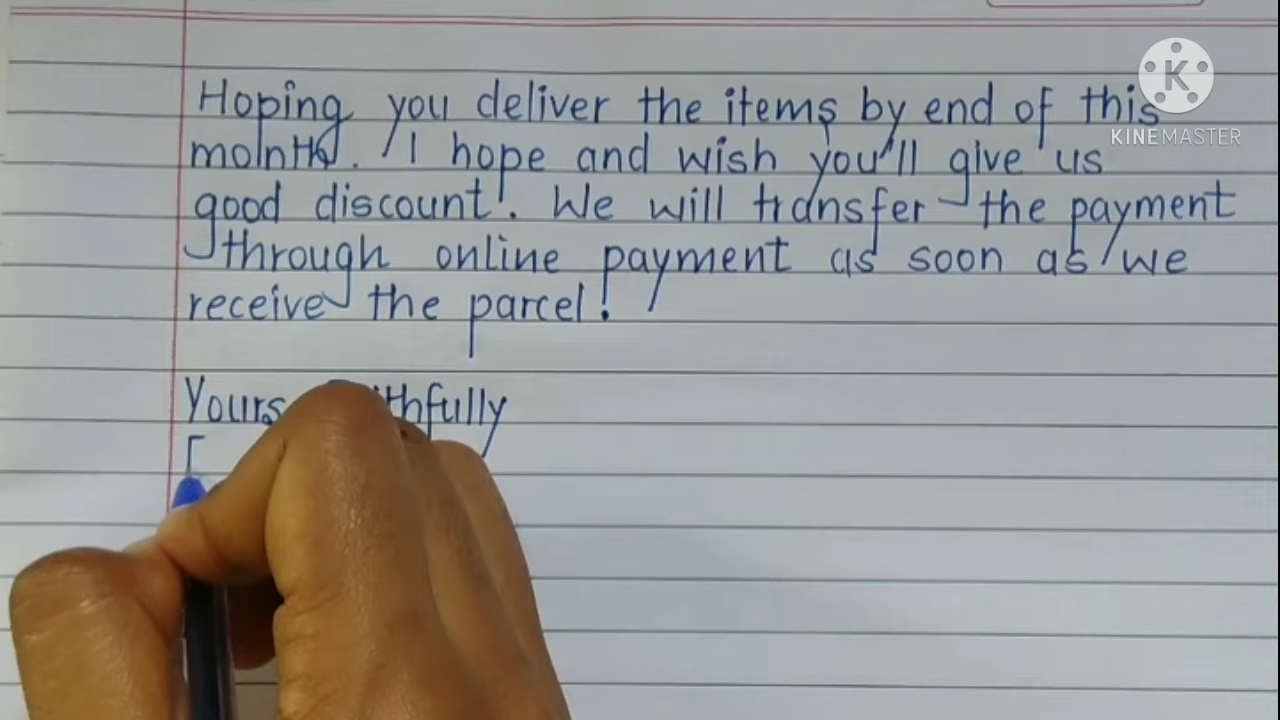 Hoping you deliver the items by end of this
month. I hope and wish you'll give us
good discount. We will transfer the payment
through online payment as soon as we
receive the parcel.
Yours faithfully
K
KINEMASTER